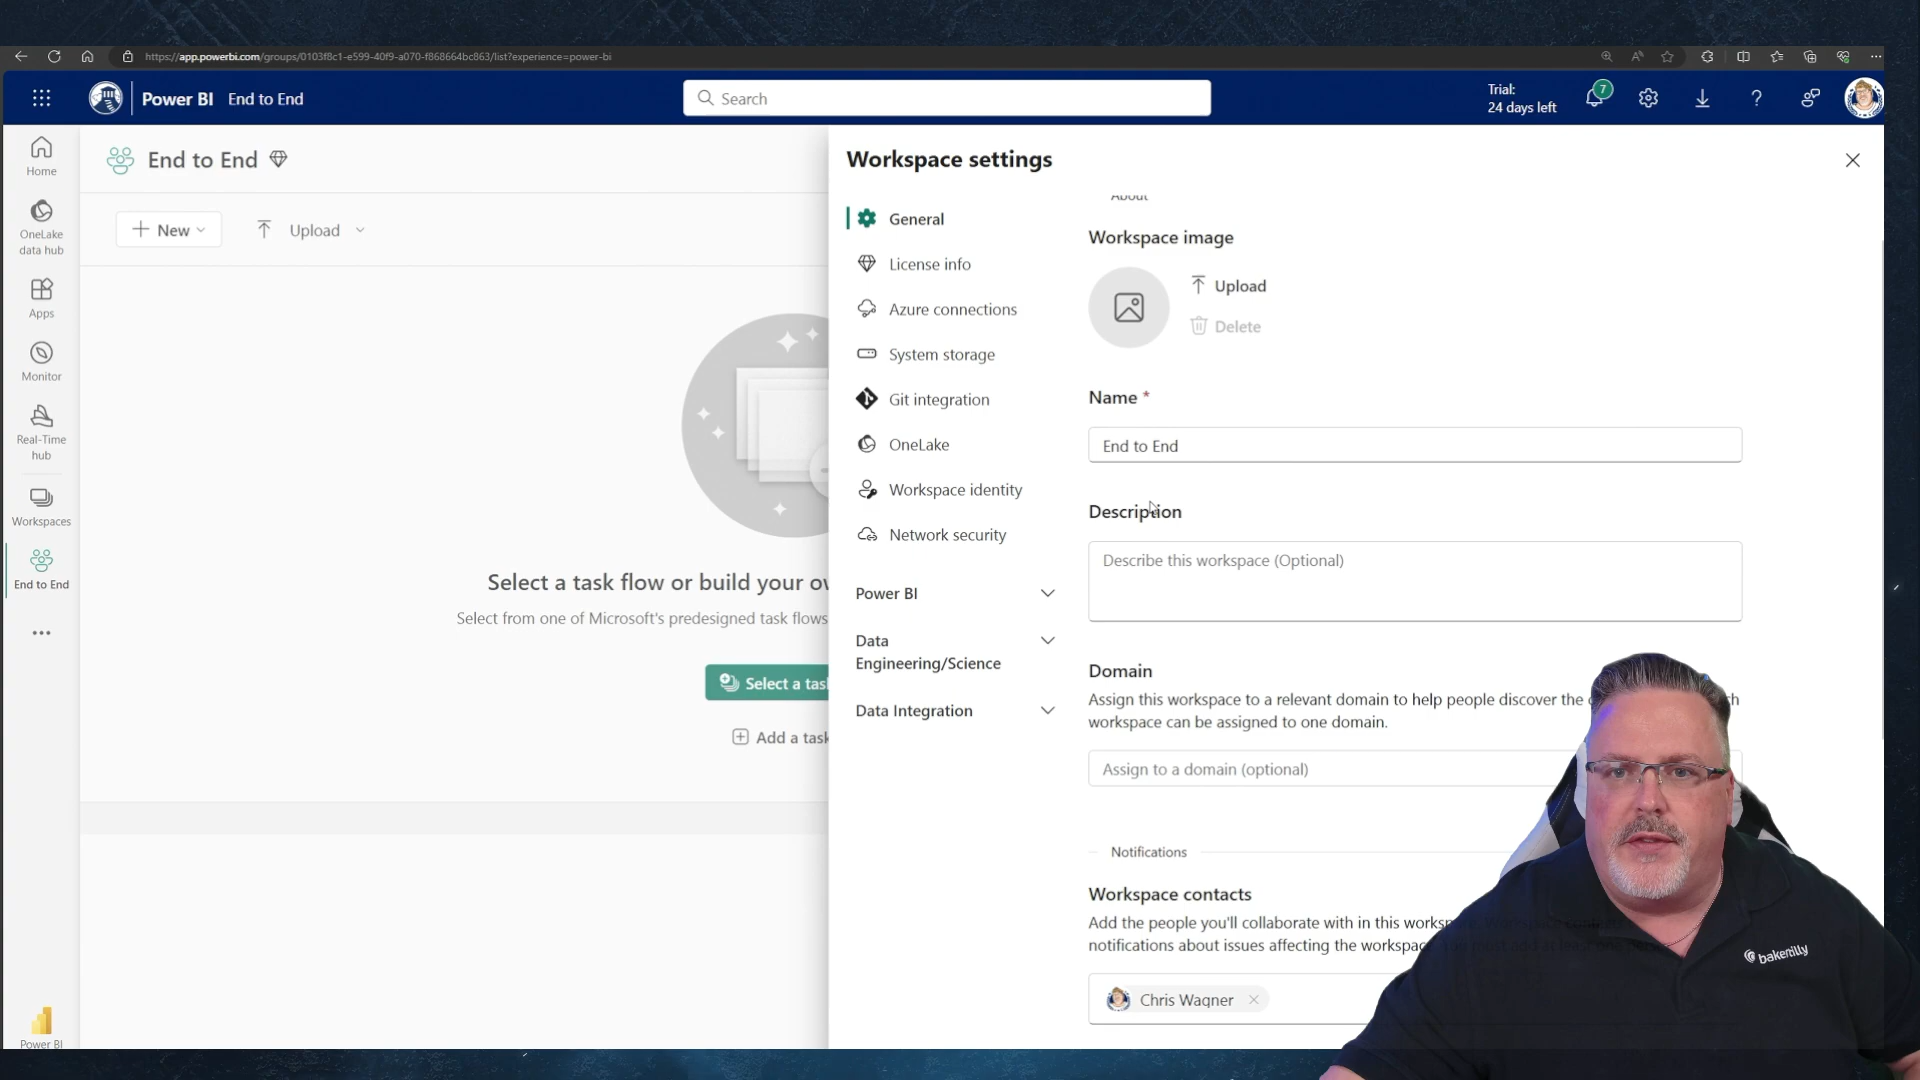 https://app.powerbi.com/groups/0103f8c1-e599-40f9-a070-f868664bc863/list?experience=power-bi
Power BI End to End
Search
Trial:
24 days left
7
Home
OneLake
data hub
Apps
Monitor
Real-Time
hub
Workspaces
End to End
Power BI
End to End
New
Upload
Select a task flow or build your ow
Select from one of Microsoft's predesigned task flows
Select a task
Add a task
Workspace settings
General
License info
Azure connections
System storage
Git integration
OneLake
Workspace identity
Network security
Power BI
Data
Engineering/Science
Data Integration
About
Workspace image
Upload
Delete
Name *
End to End
Description
Describe this workspace (Optional)
Domain
Assign this workspace to a relevant domain to help people discover the
workspace can be assigned to one domain.
Assign to a domain (optional)
Notifications
Workspace contacts
Add the people you'll collaborate with in this
notifications about issues affecting the workspace
Chris Wagner
bakertilly